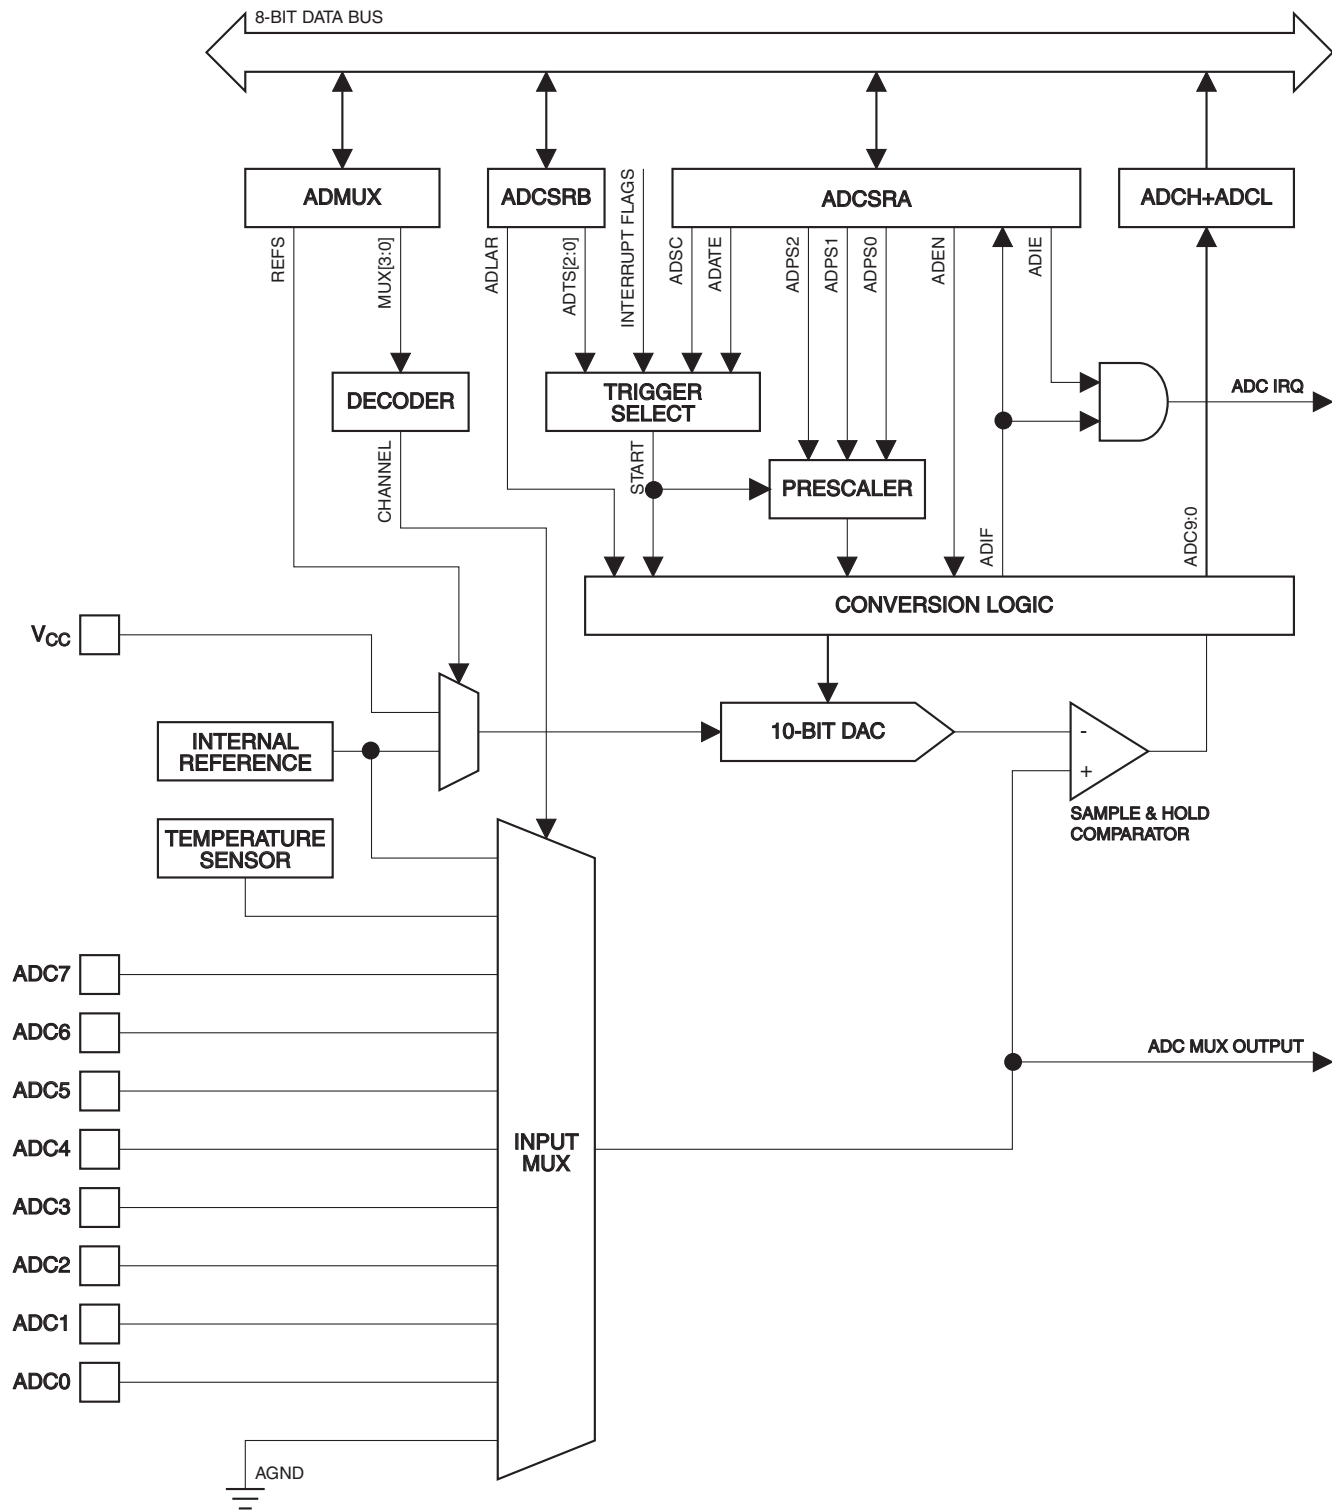 8-BIT DATA BUS
ADMUX
ADCSRB
ADCSRA
ADCH+ADCL
REFS
MUX[3:0]
ADLAR
ADTS[2:0]
INTERRUPT FLAGS
ADSC
ADATE
ADPS2
ADPS1
ADPS0
ADEN
ADIE
DECODER
TRIGGER
SELECT
ADC IRQ
CHANNEL
START
PRESCALER
ADIF
ADC9:0
CONVERSION LOGIC
VCC
INTERNAL
REFERENCE
10-BIT DAC
-
+
SAMPLE & HOLD
COMPARATOR
TEMPERATURE
SENSOR
ADC7
ADC6
ADC5
ADC4
ADC3
ADC2
ADC1
ADC0
INPUT
MUX
ADC MUX OUTPUT
AGND